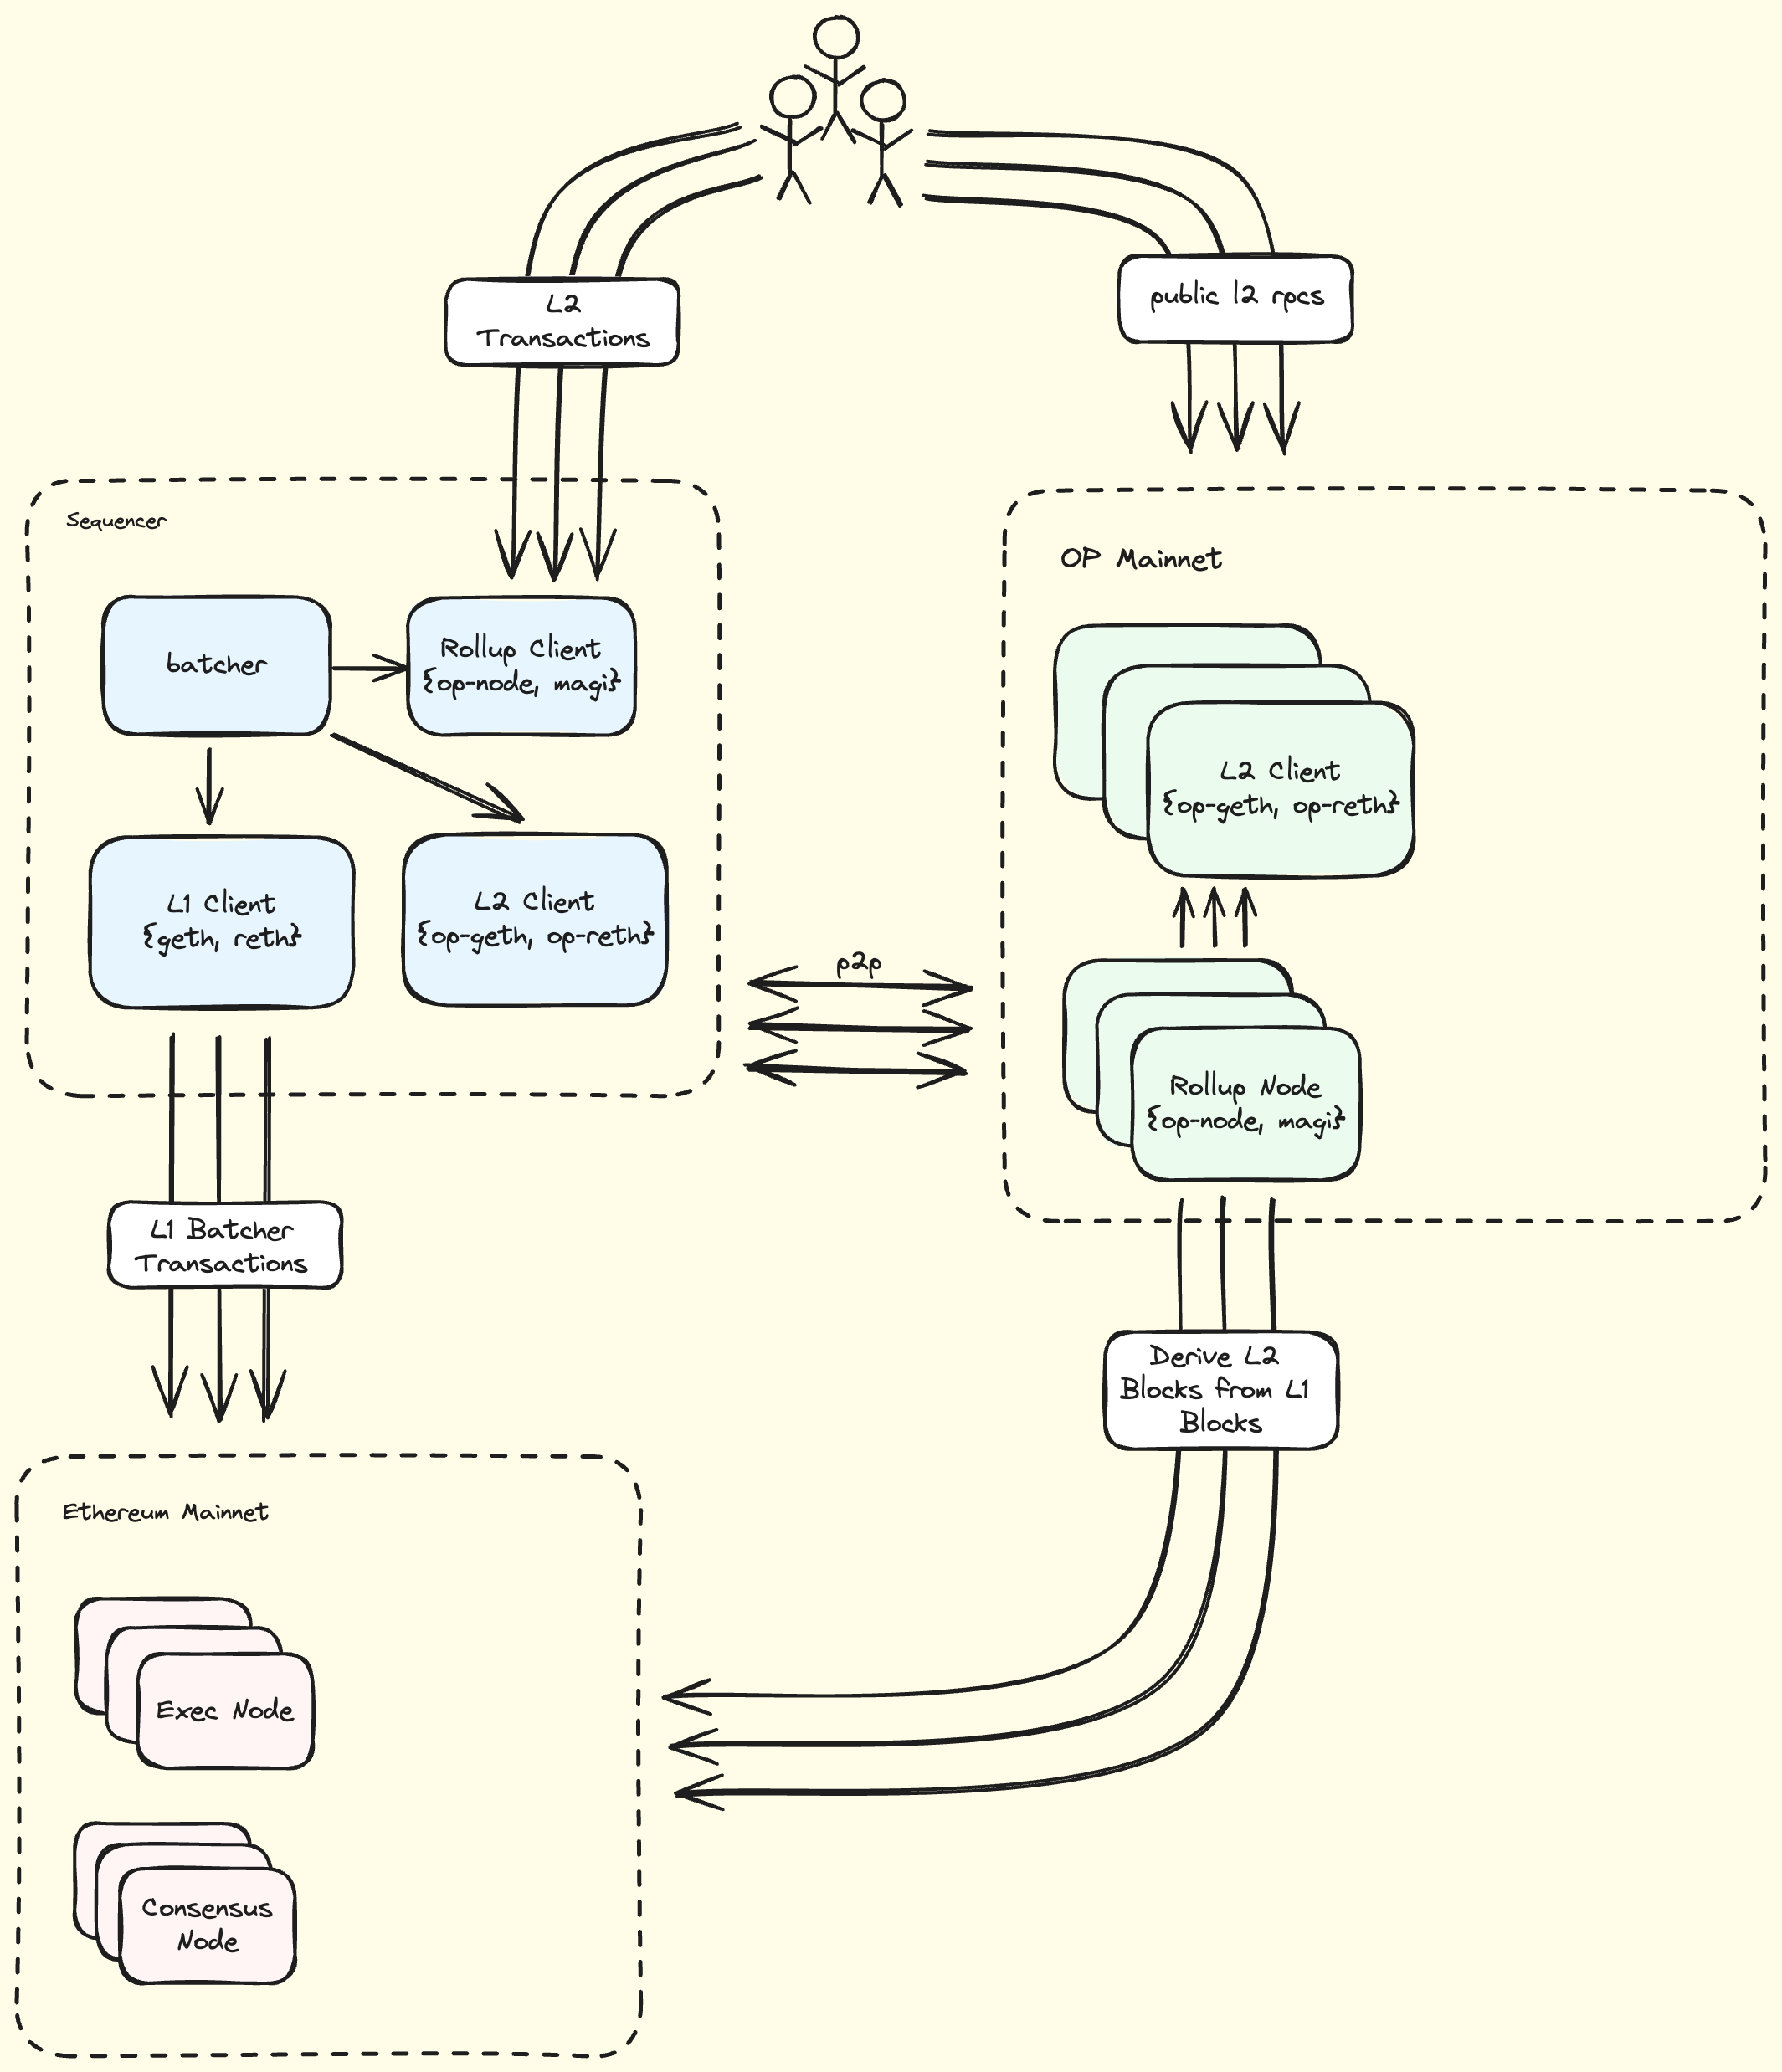 L2
Transactions
public l2 rpcs
Sequencer
batcher
Rollup Client
{op-node, magi}
L1 Client
{geth, reth}
L2 Client
{op-geth, op-reth}
p2p
OP Mainnet
L2 Client
{op-geth, op-reth}
Rollup Node
{op-node, magi}
L1 Batcher
Transactions
Derive L2
Blocks from L1
Blocks
Ethereum Mainnet
Exec Node
Consensus
Node